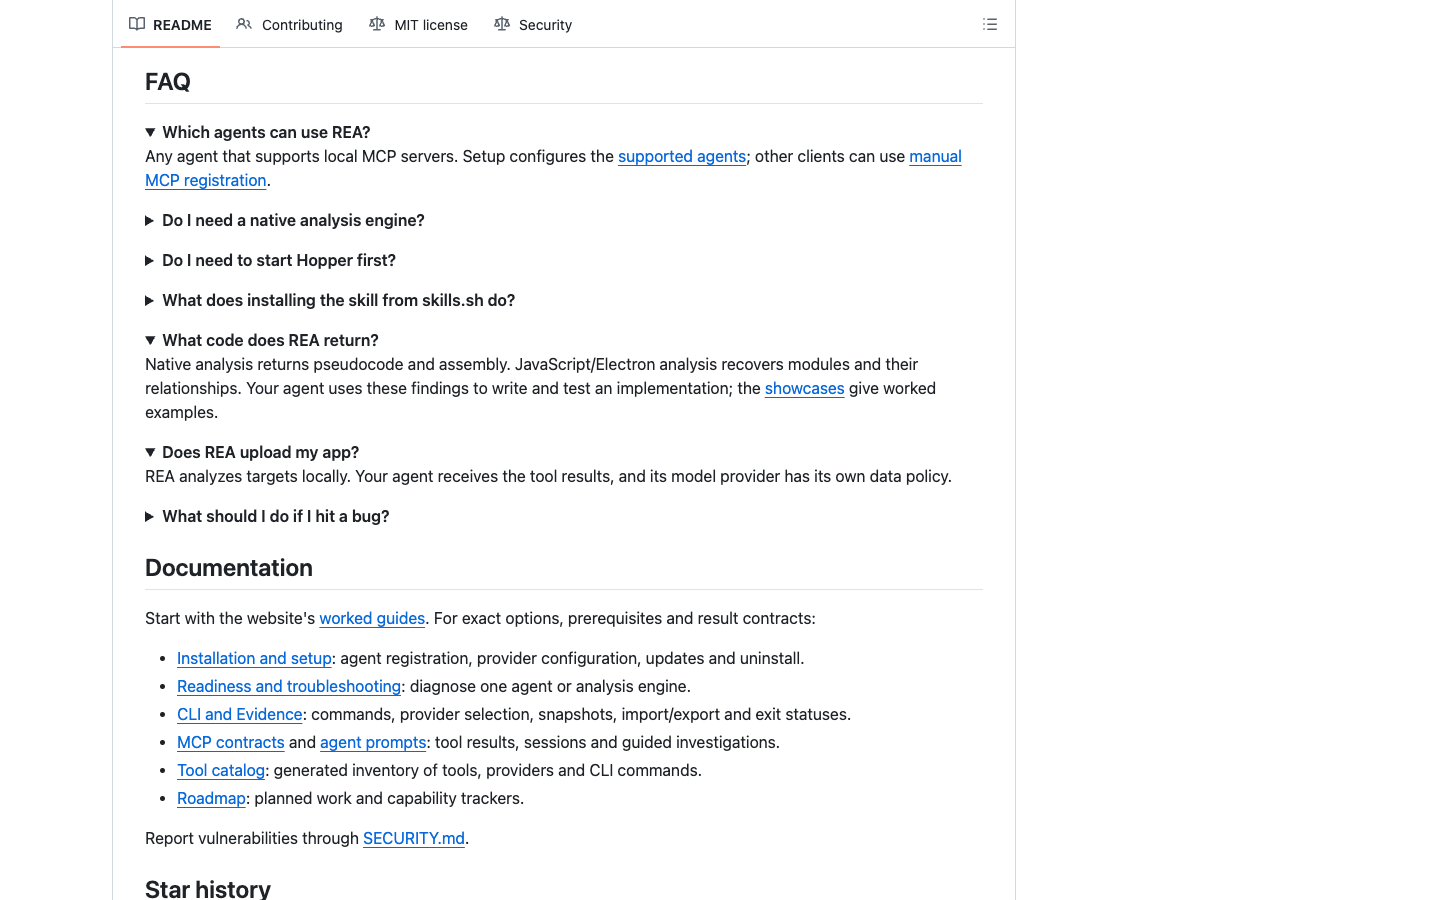 README
Contributing
MIT license
Security
FAQ
Which agents can use REA?
Any agent that supports local MCP servers. Setup configures the supported agents; other clients can use manual
MCP registration.
Do I need a native analysis engine?
Do I need to start Hopper first?
What does installing the skill from skills.sh do?
What code does REA return?
Native analysis returns pseudocode and assembly. JavaScript/Electron analysis recovers modules and their
relationships. Your agent uses these findings to write and test an implementation; the showcases give worked
examples.
Does REA upload my app?
REA analyzes targets locally. Your agent receives the tool results, and its model provider has its own data policy.
What should I do if I hit a bug?
Documentation
Start with the website's worked guides. For exact options, prerequisites and result contracts:
Installation and setup: agent registration, provider configuration, updates and uninstall.
Readiness and troubleshooting: diagnose one agent or analysis engine.
CLI and Evidence: commands, provider selection, snapshots, import/export and exit statuses.
MCP contracts and agent prompts: tool results, sessions and guided investigations.
Tool catalog: generated inventory of tools, providers and CLI commands.
Roadmap: planned work and capability trackers.
Report vulnerabilities through SECURITY.md.
Star history